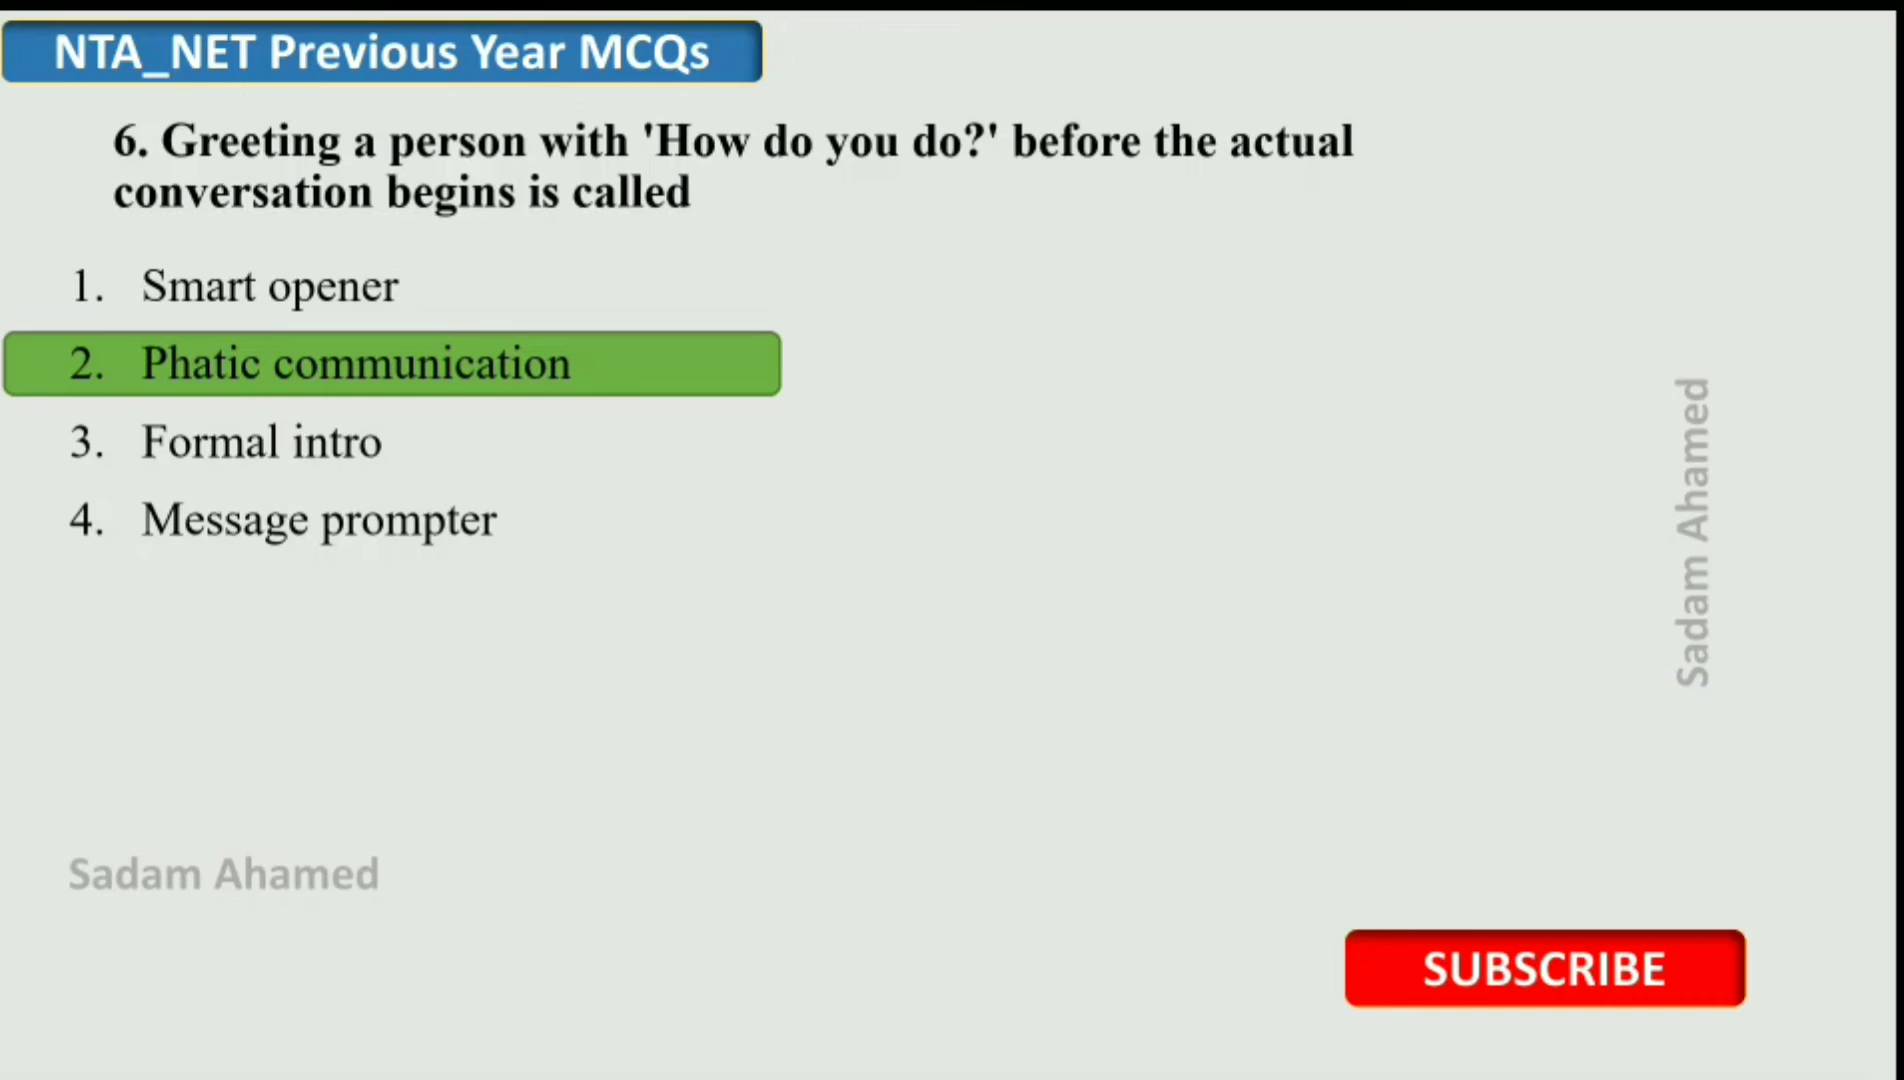 NTA_NET Previous Year MCQs
6. Greeting a person with 'How do you do?' before the actual
conversation begins is called
1. Smart opener
2. Phatic communication
3. Formal intro
4. Message prompter
Sadam Ahamed
Sadam Ahamed
SUBSCRIBE